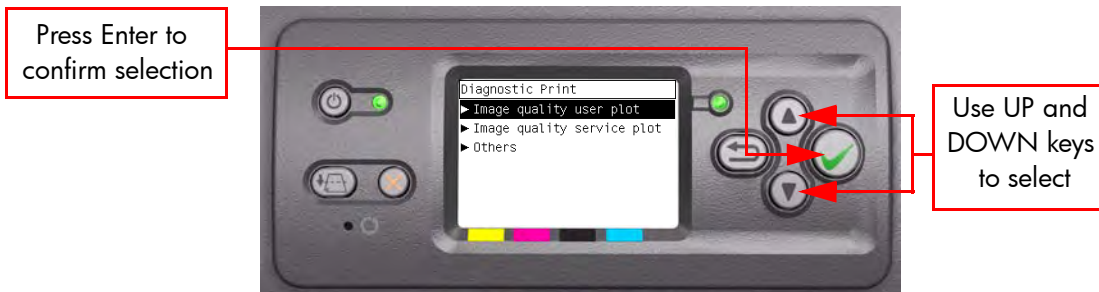 Press Enter to
confirm selection
Diagnostic Print
▶ Image quality user plot
▶ Image quality service plot
▶ Others
Use UP and
DOWN keys
to select